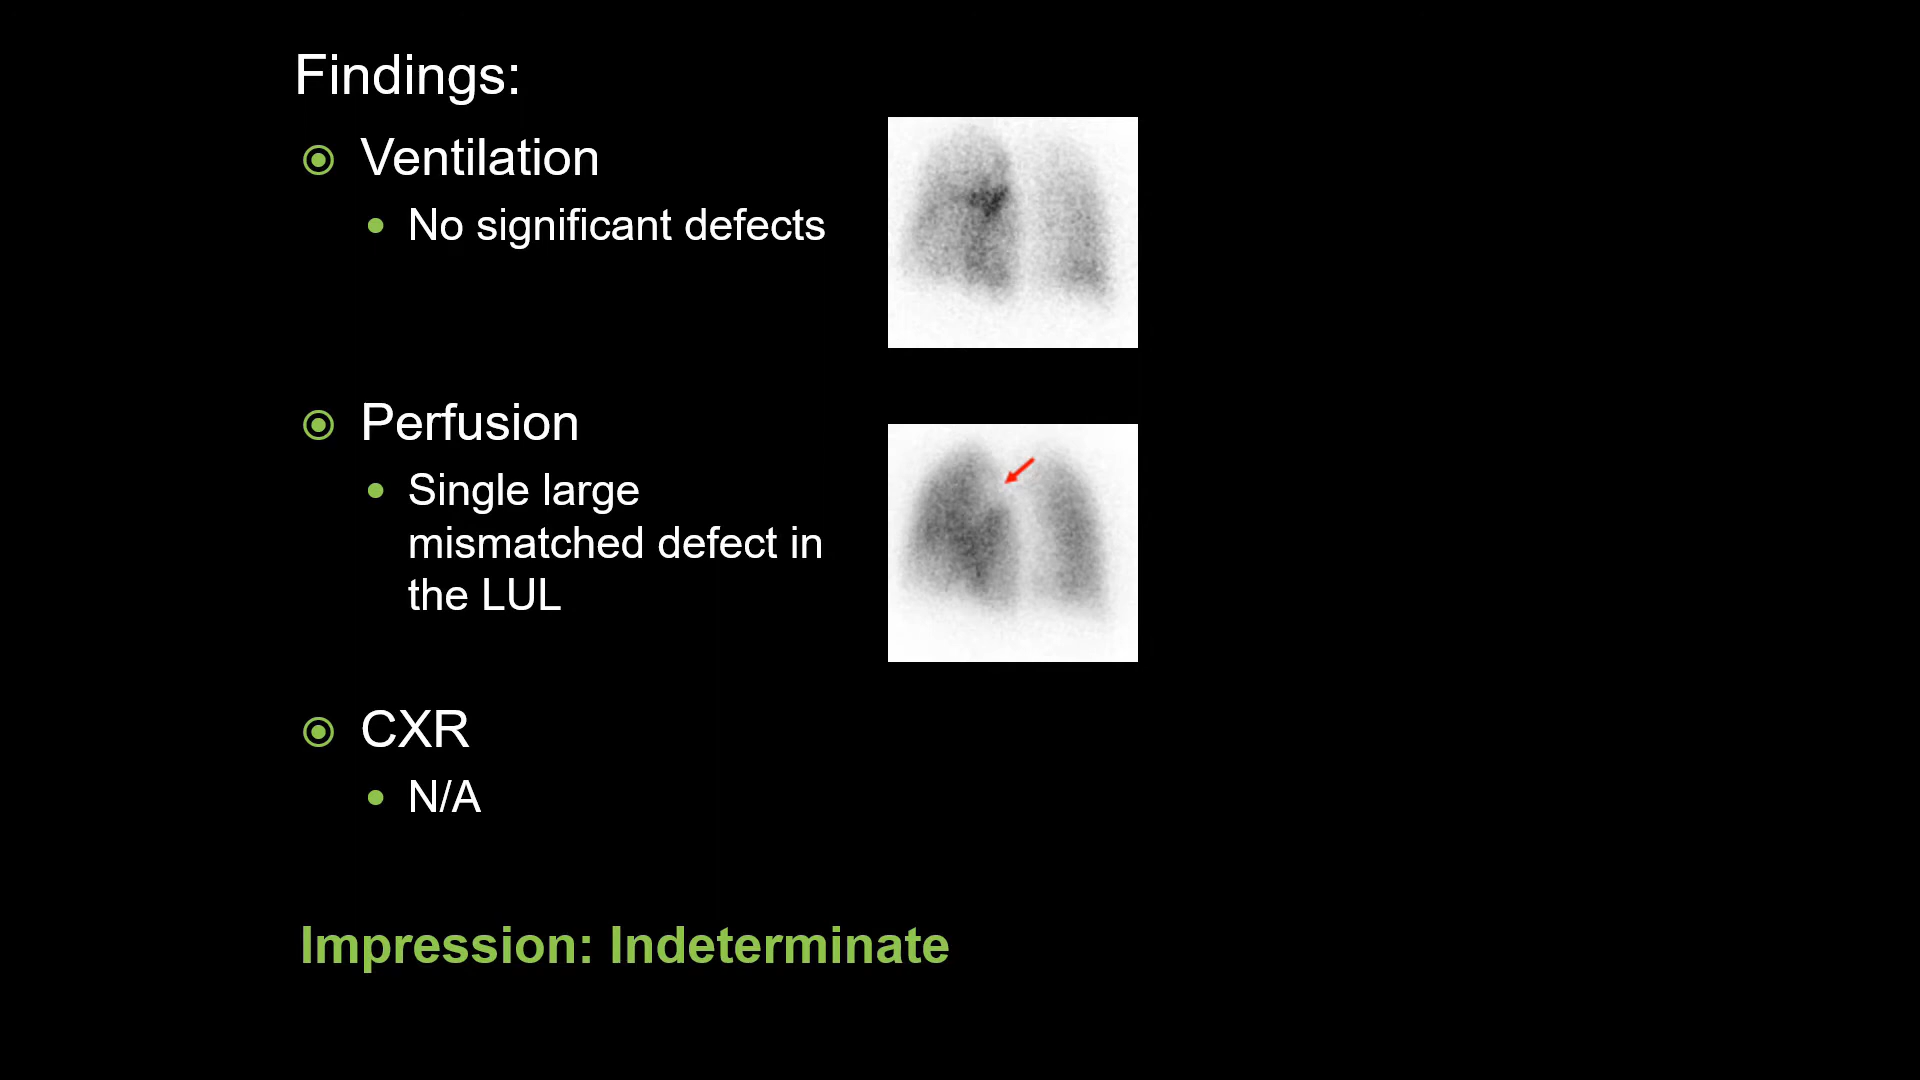 Findings:
Ventilation
No significant defects
Perfusion
Single large
mismatched defect in
the LUL
CXR
N/A
Impression: Indeterminate